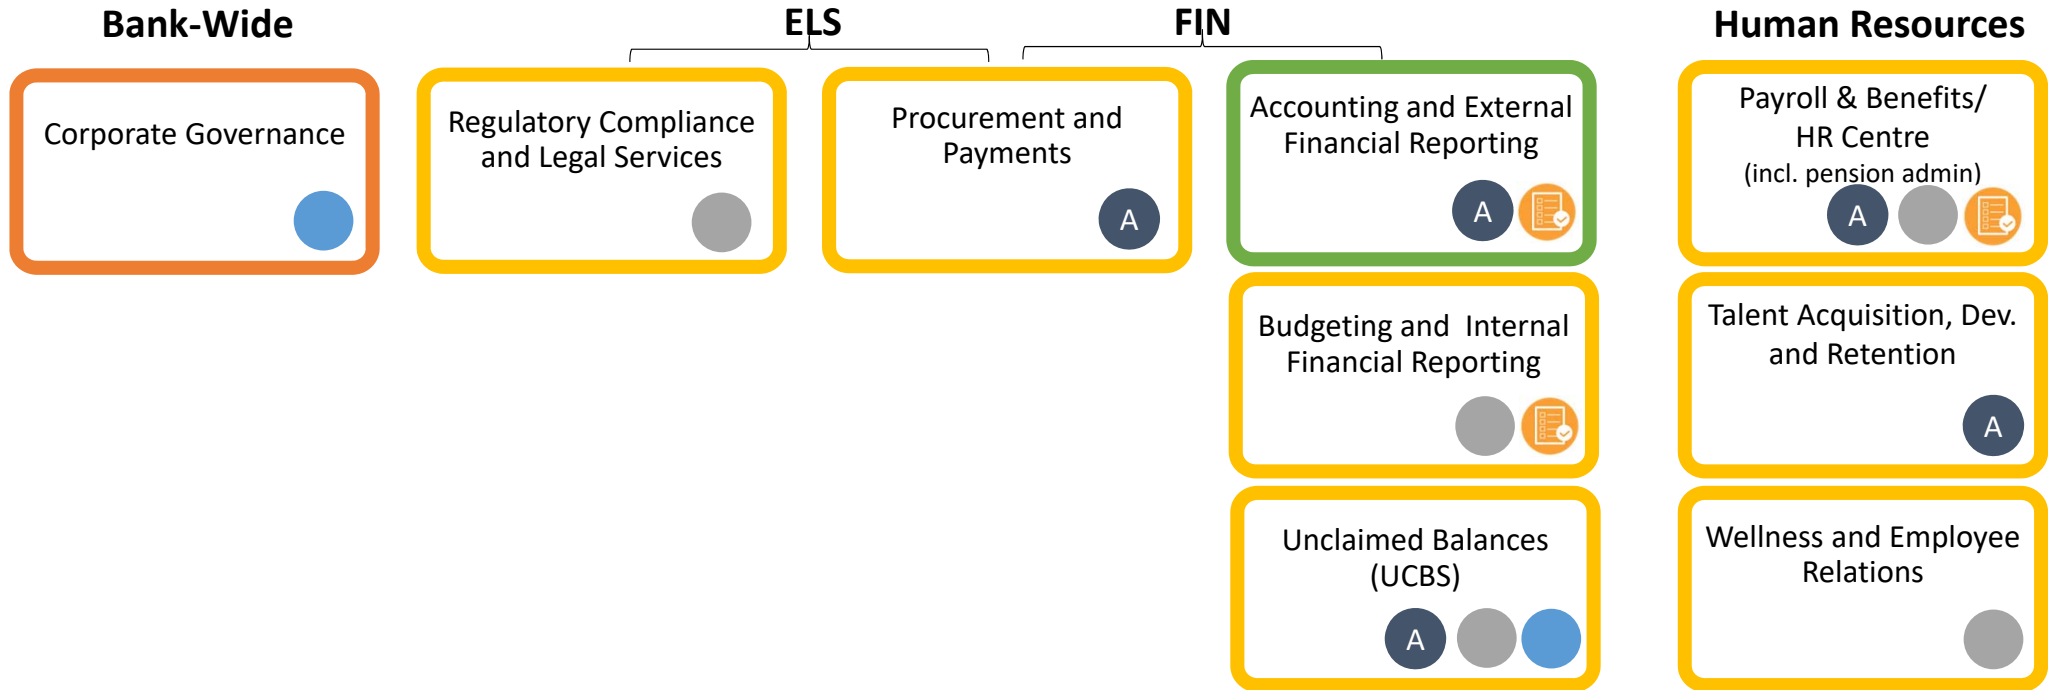 Bank-Wide
ELS
FIN
Human Resources
Corporate Governance
Regulatory Compliance
and Legal Services
Procurement and
Payments
A
Accounting and External
Financial Reporting
A
Payroll & Benefits/
HR Centre
(incl. pension admin)
A
Budgeting and Internal
Financial Reporting
Talent Acquisition, Dev.
and Retention
A
Unclaimed Balances
(UCBS)
A
Wellness and Employee
Relations